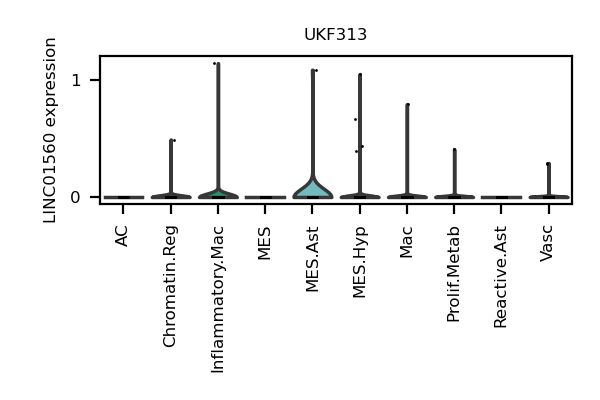 UKF313
LINC01560 expression
1
0
AC
Chromatin.Reg
Inflammatory.Mac
MES
MES.Ast
MES.Hyp
Mac
Prolif.Metab
Reactive.Ast
Vasc